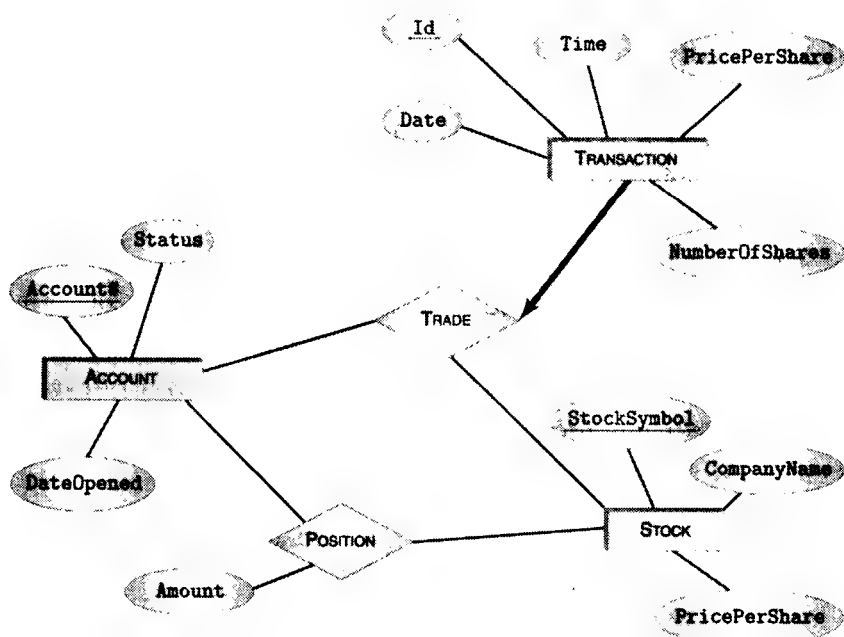 Id
Time
PricePerShare
Date
TRANSACTION
Status
NumberOfShares
Account#
TRADE
ACCOUNT
StockSymbol
CompanyName
DateOpened
POSITION
STOCK
Amount
PricePerShare